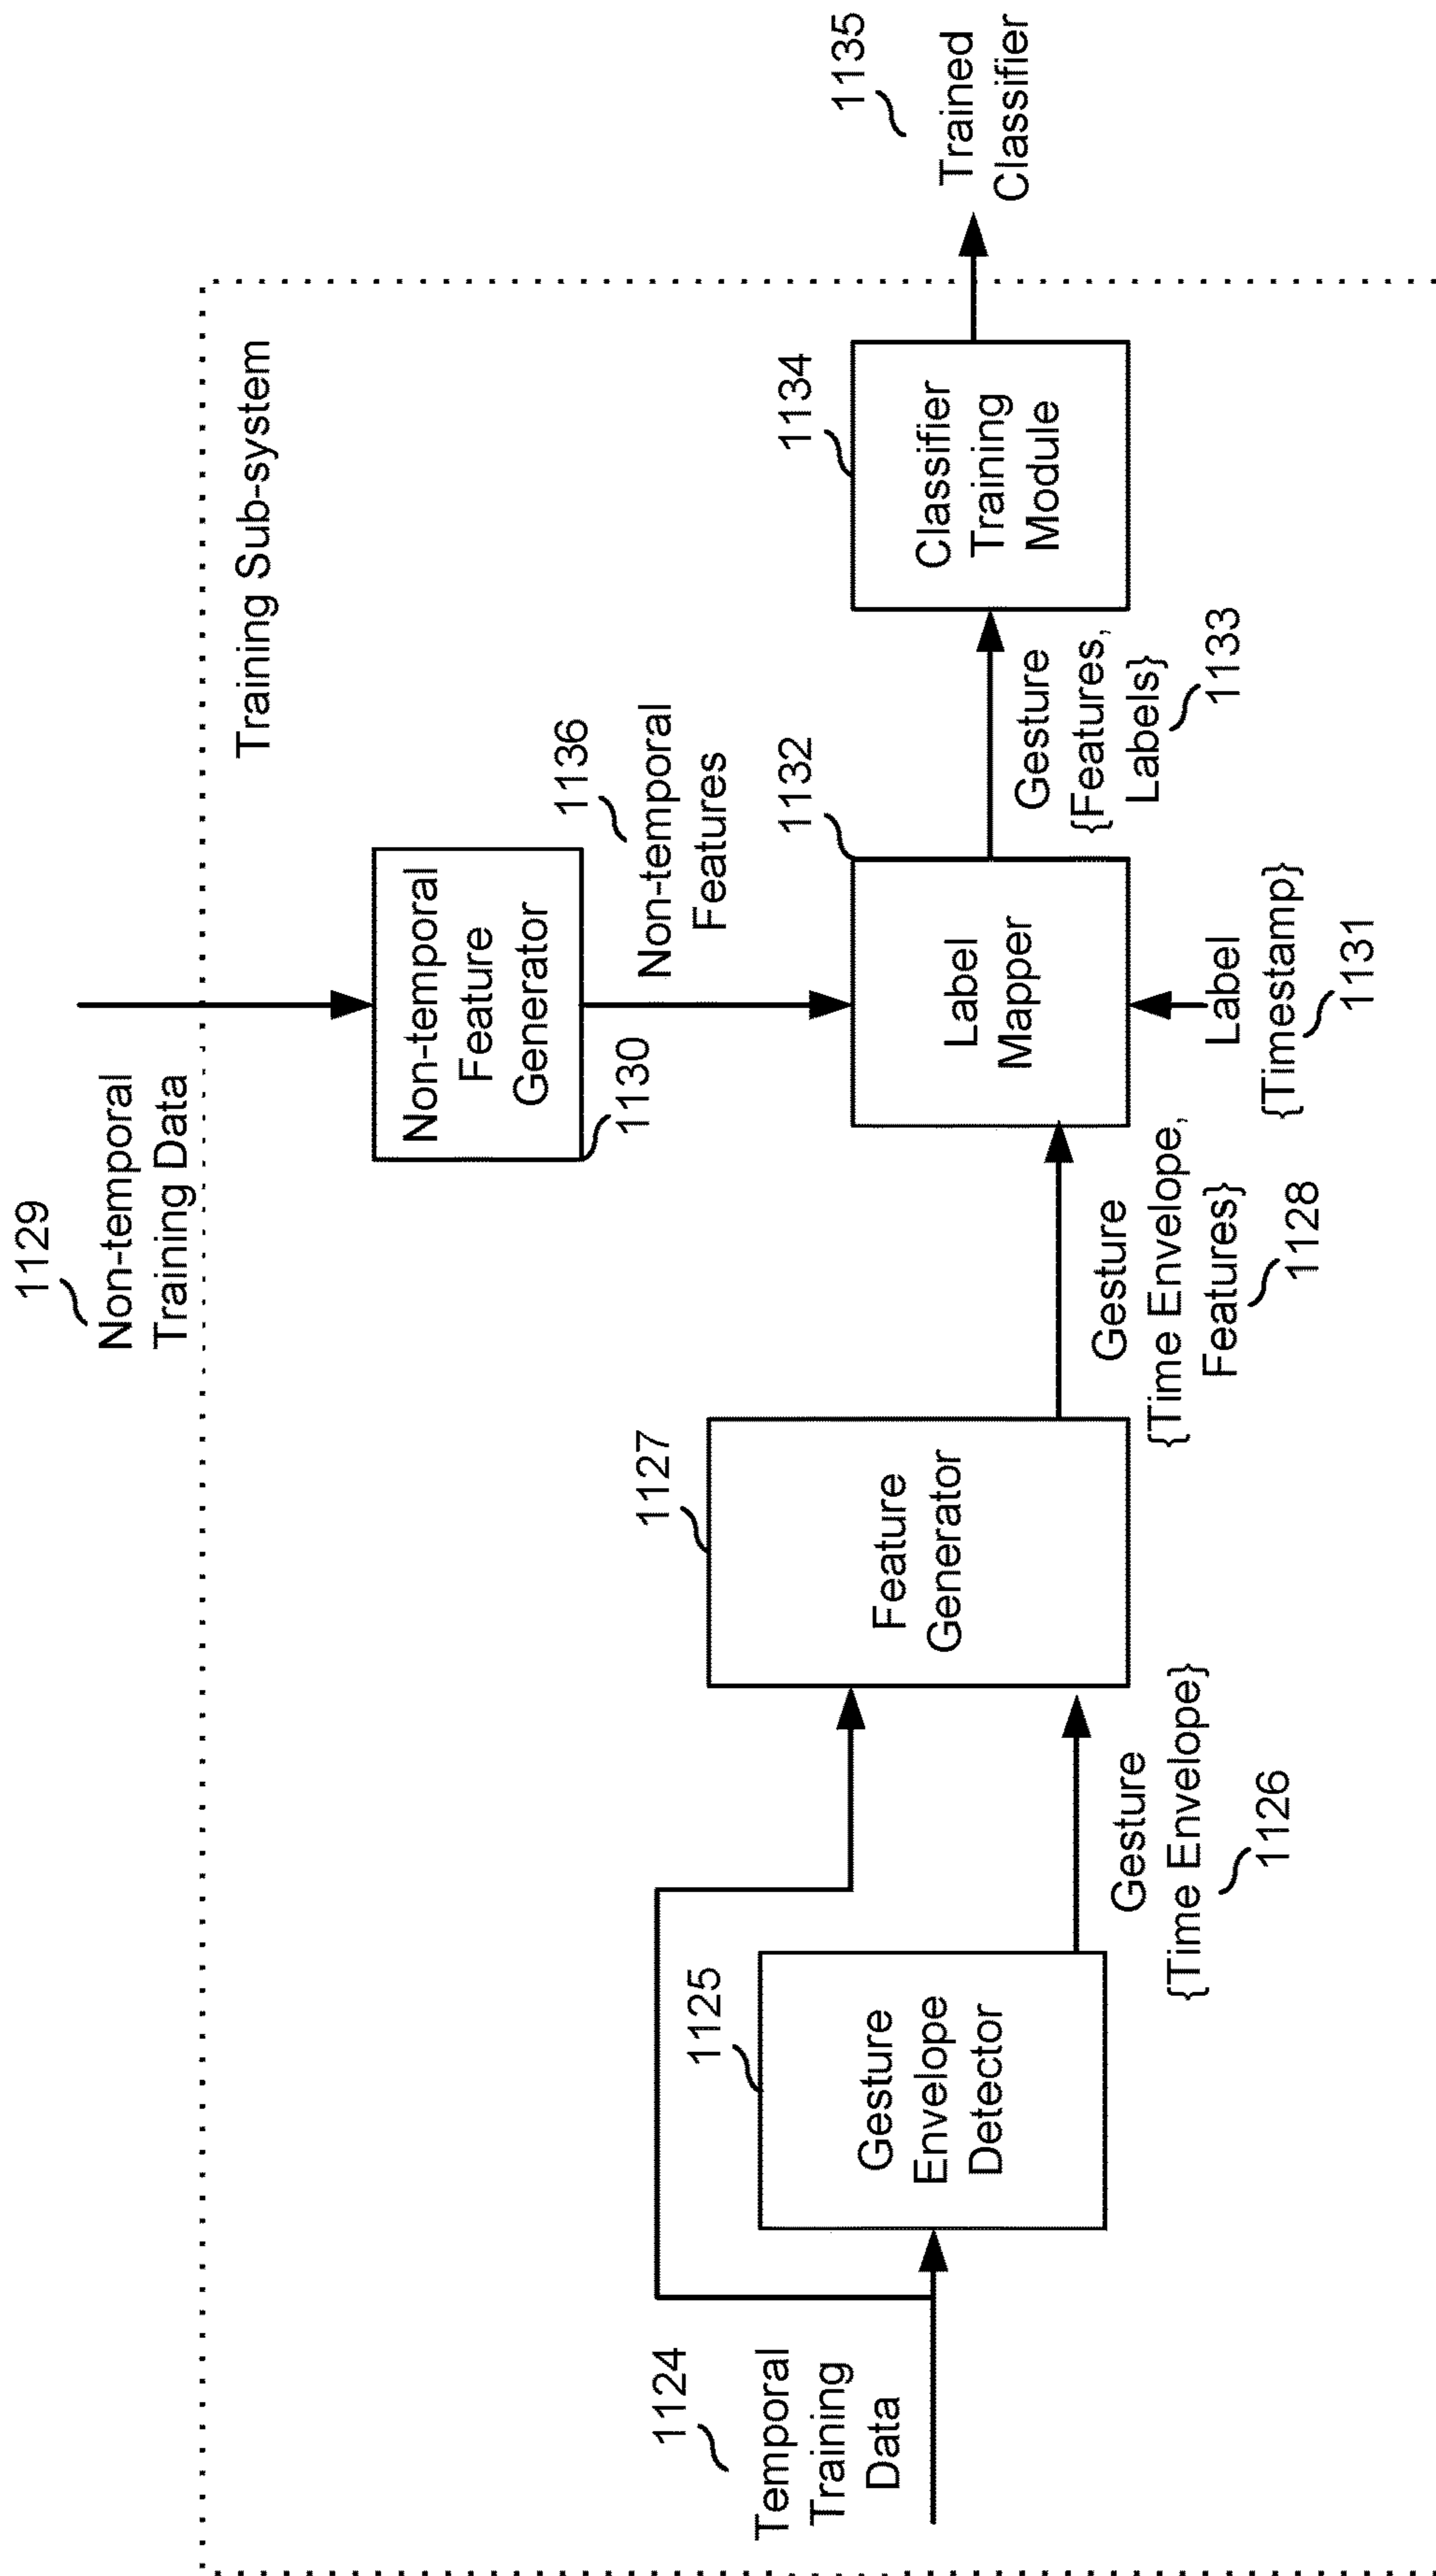 1129
Non-temporal
Training Data
Training Sub-system
Non-temporal
Feature
Generator
1130
1136
Non-temporal
Features
1124
Temporal
Training
Data
1125
Gesture
Envelope
Detector
Gesture
{Time Envelope}
1126
1127
Feature
Generator
Gesture
{Time Envelope,
Features}
1128
1132
Label
Mapper
Label
{Timestamp}
1131
Gesture
{Features,
Labels}
1133
1134
Classifier
Training
Module
1135
Trained
Classifier